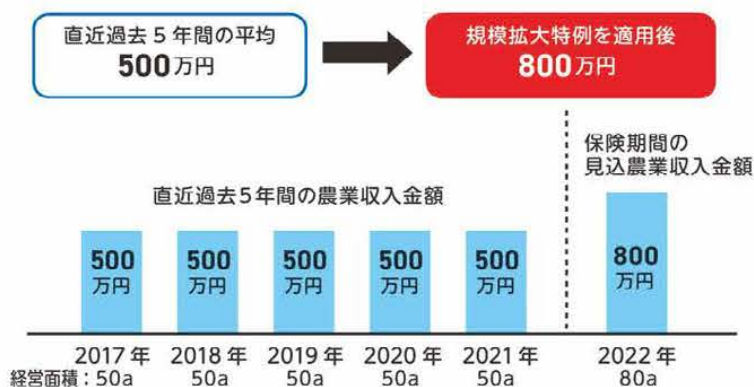 直近過去5年間の平均
500万円
規模拡大特例を適用後
800万円
保険期間の
見込農業収入金額
直近過去5年間の農業収入金額
500
万円
500
万円
500
万円
500
万円
500
万円
800
万円
2017年 2018年 2019年 2020年 2021年 2022年
経営面積：50a 50a 50a 50a 50a 80a